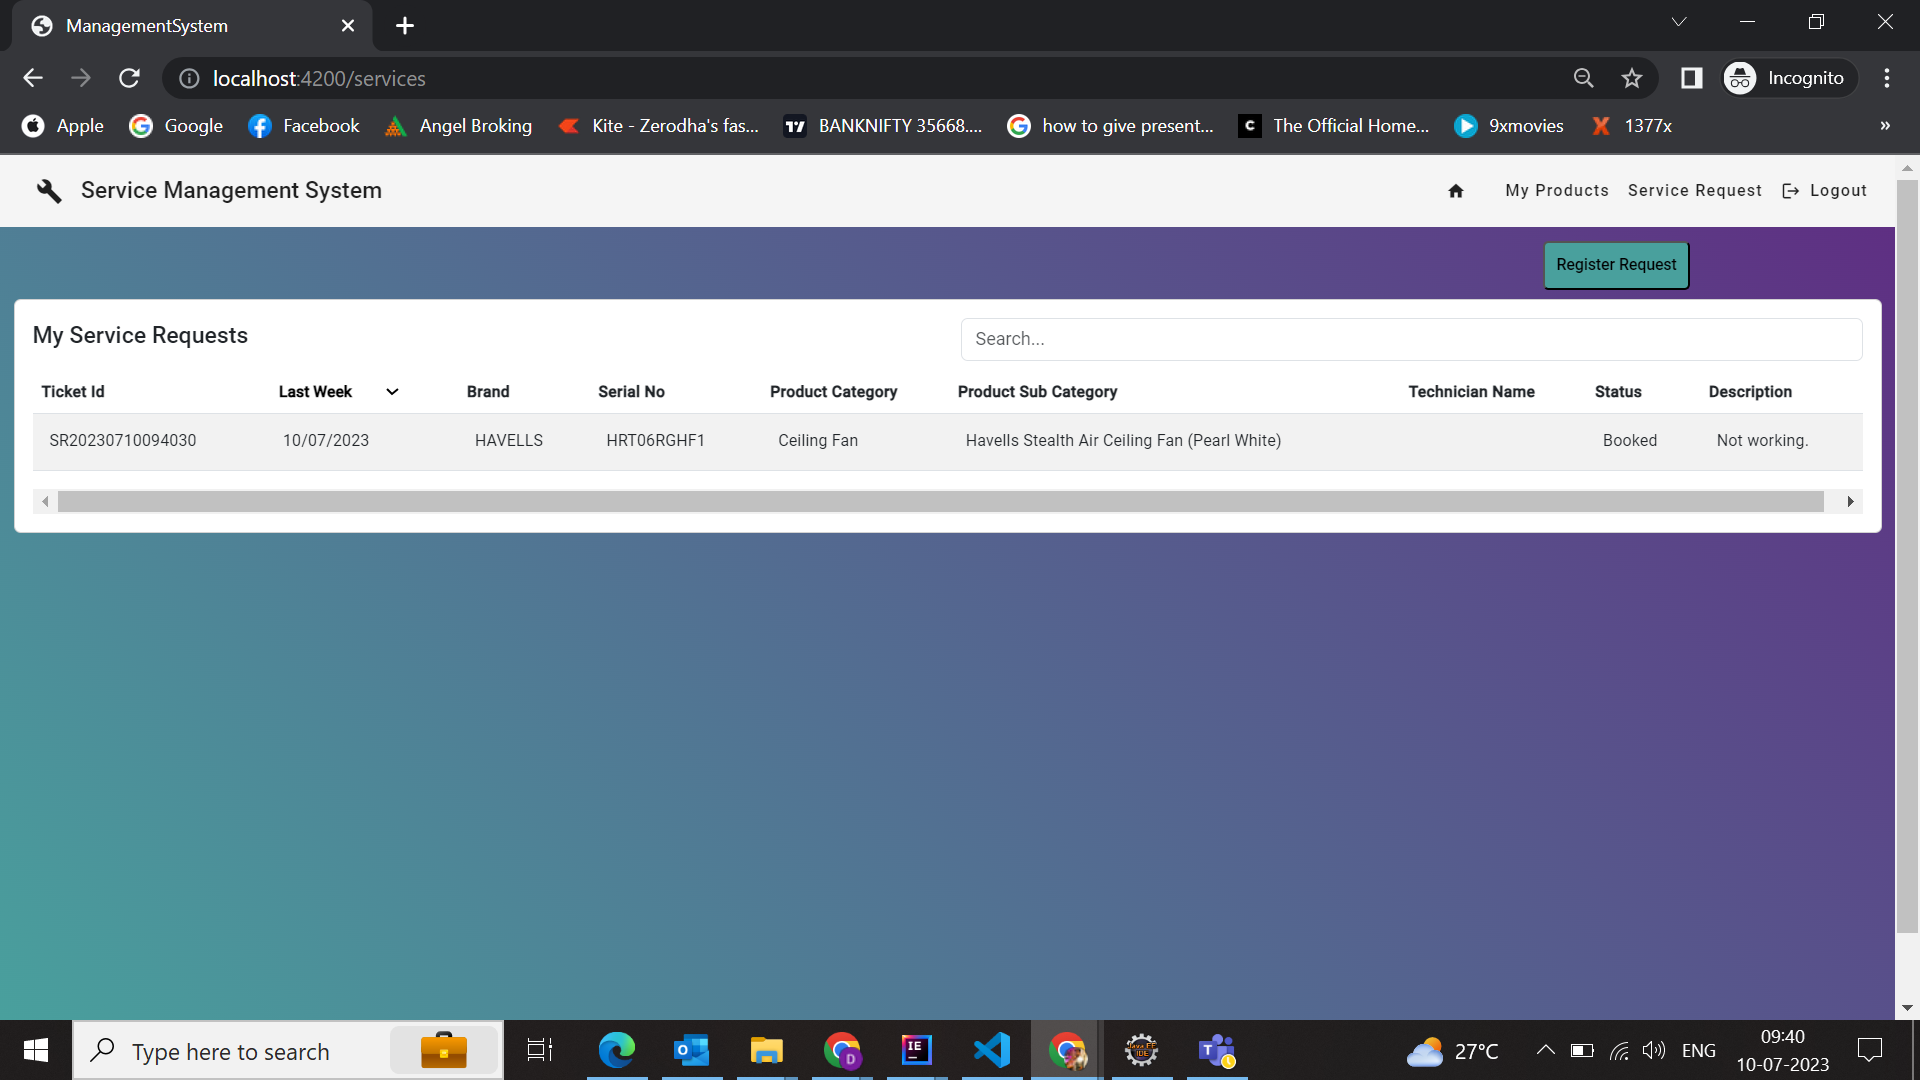 ManagementSystem
localhost:4200/services
Incognito
Apple Google Facebook Angel Broking Kite - Zerodha's fas... BANKNIFTY 35668.... how to give present... The Official Home... 9xmovies 1377x »
Service Management System My Products Service Request Logout
Register Request
My Service Requests Search...
Ticket Id Last Week Brand Serial No Product Category Product Sub Category Technician Name Status Description
SR20230710094030 10/07/2023 HAVELLS HRT06RGHF1 Ceiling Fan Havells Stealth Air Ceiling Fan (Pearl White) Booked Not working.
Type here to search 27°C ENG 09:40
10-07-2023